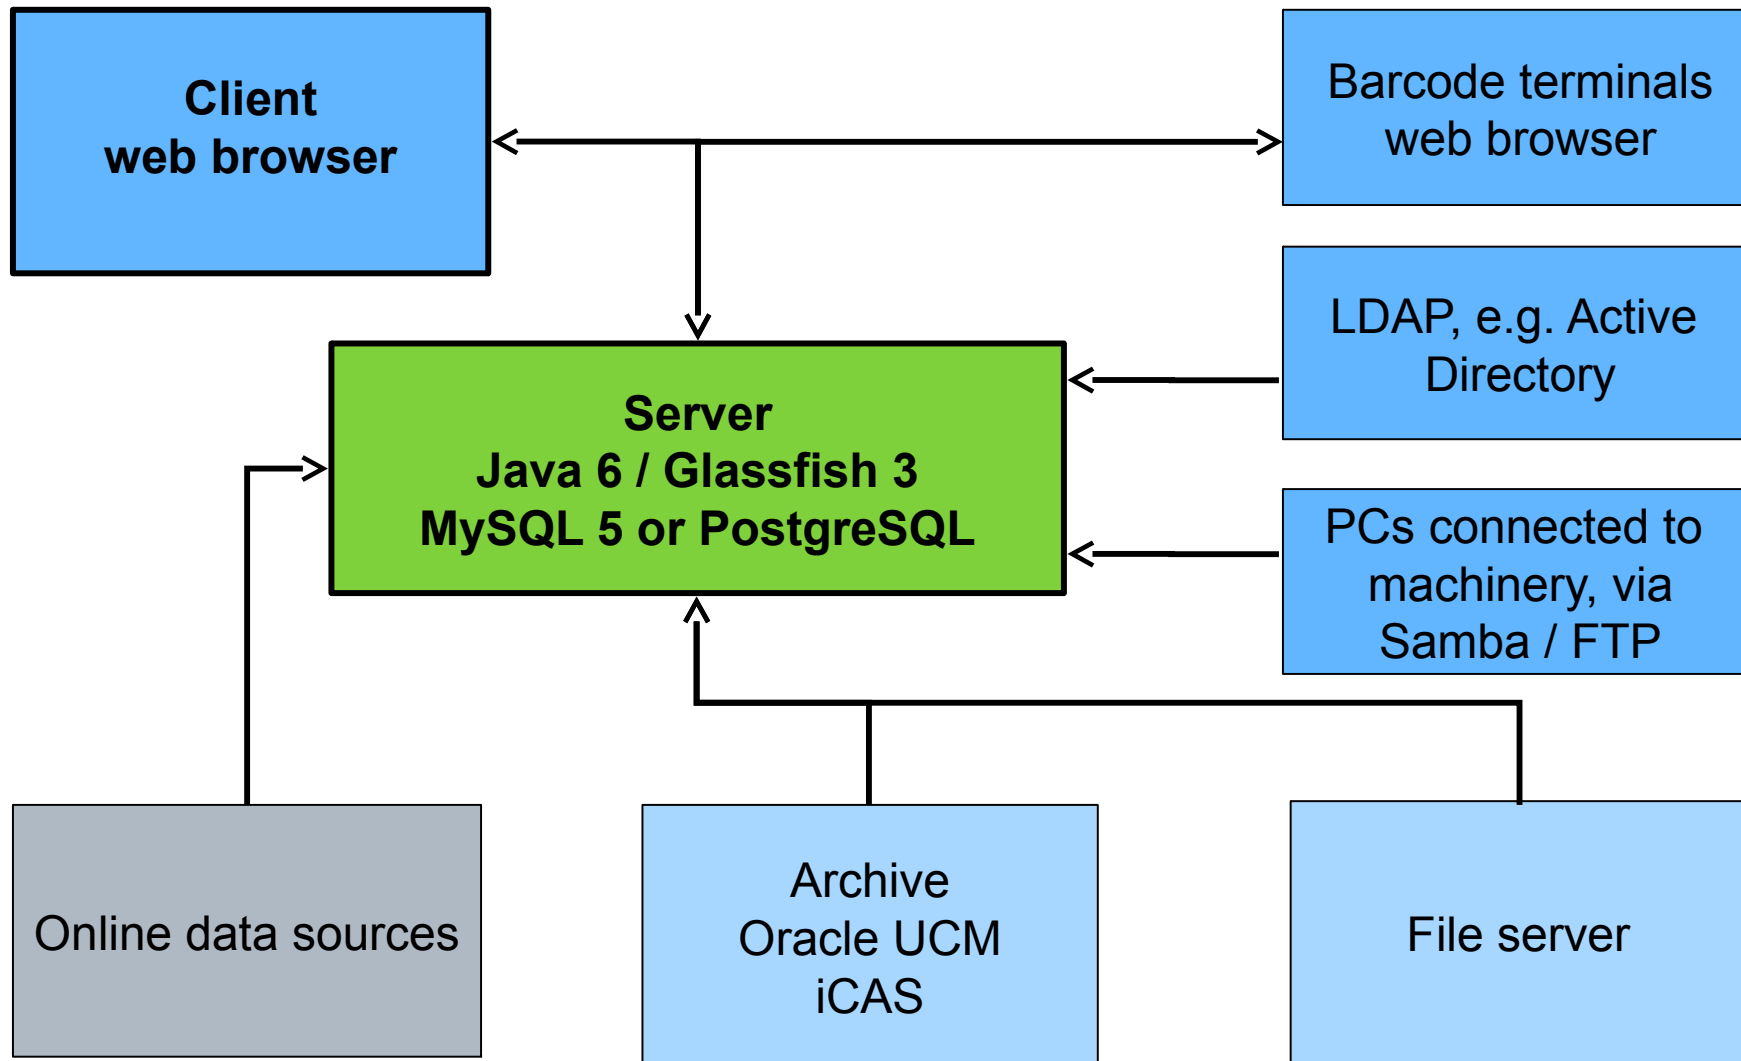 Client
web browser
Barcode terminals
web browser
LDAP, e.g. Active
Directory
Server
Java 6 / Glassfish 3
MySQL 5 or PostgreSQL
PCs connected to
machinery, via
Samba / FTP
Online data sources
Archive
Oracle UCM
iCAS
File server